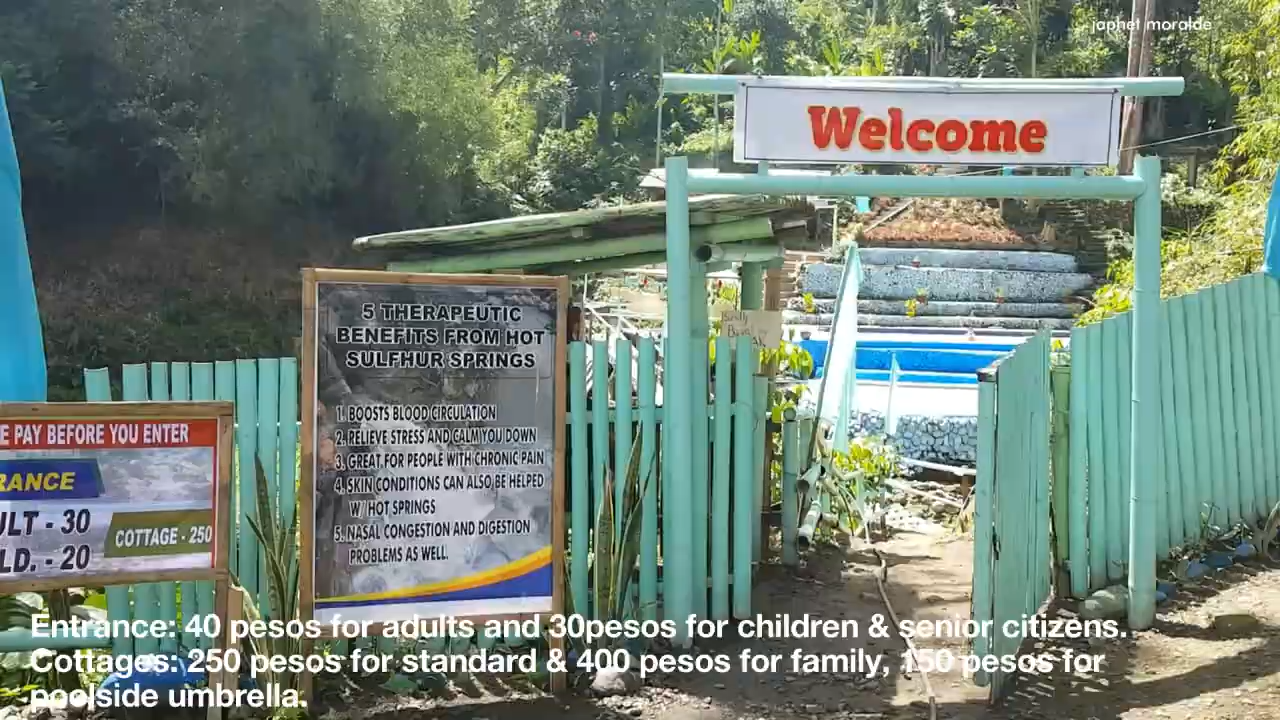 japhet moralde
Welcome
5 THERAPEUTIC
BENEFITS FROM HOT
SULFHUR SPRINGS
1. BOOSTS BLOOD CIRCULATION
2. RELIEVE STRESS AND CALM YOU DOWN
3. GREAT FOR PEOPLE WITH CHRONIC PAIN
4. SKIN CONDITIONS CAN ALSO BE HELPED
W/ HOT SPRINGS
5. NASAL CONGESTION AND DIGESTION
PROBLEMS AS WELL.
E PAY BEFORE YOU ENTER
RANCE
ULT - 30
LD. - 20
COTTAGE - 250
Entrance: 40 pesos for adults and 30pesos for children & senior citizens.
Cottages: 250 pesos for standard & 400 pesos for family, 150 pesos for
poolside umbrella.